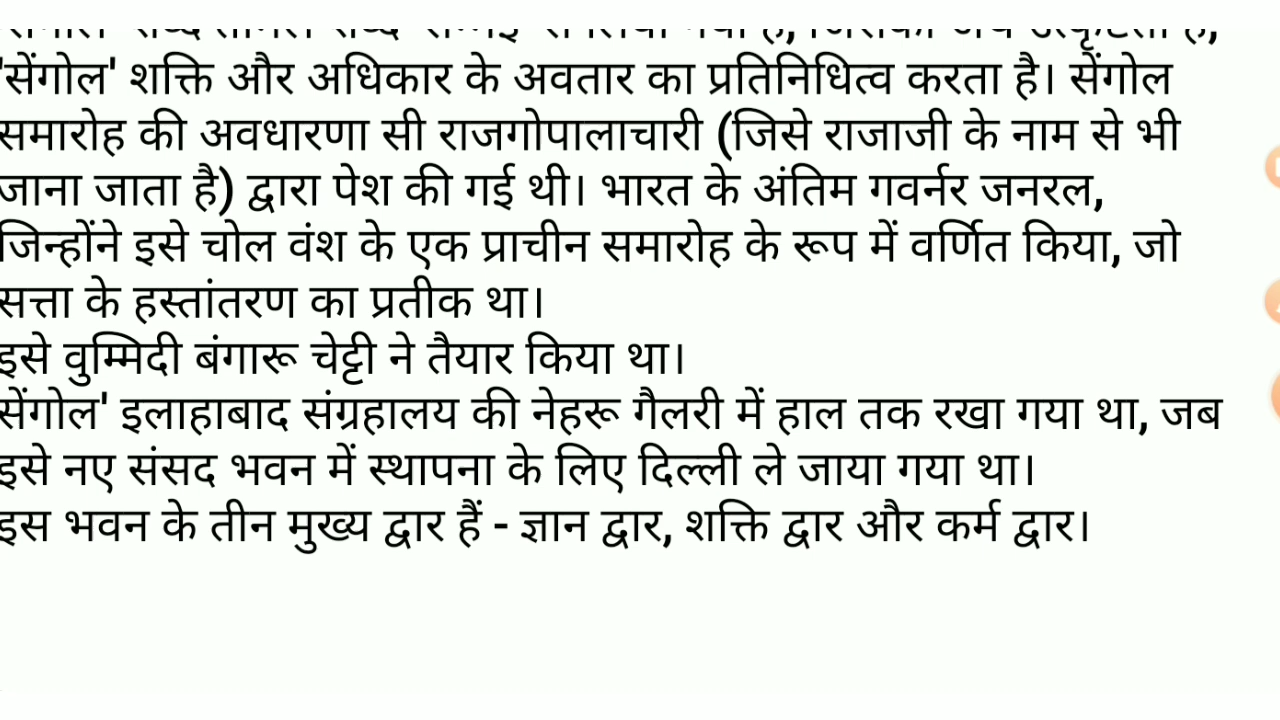 'सेंगोल' शक्ति और अधिकार के अवतार का प्रतिनिधित्व करता है। सेंगोल
समारोह की अवधारणा सी राजगोपालाचारी (जिसे राजाजी के नाम से भी
जाना जाता है) द्वारा पेश की गई थी। भारत के अंतिम गवर्नर जनरल,
जिन्होंने इसे चोल वंश के एक प्राचीन समारोह के रूप में वर्णित किया, जो
सत्ता के हस्तांतरण का प्रतीक था।
इसे वुम्मिदी बंगारू चेट्टी ने तैयार किया था।
सेंगोल' इलाहाबाद संग्रहालय की नेहरू गैलरी में हाल तक रखा गया था, जब
इसे नए संसद भवन में स्थापना के लिए दिल्ली ले जाया गया था।
इस भवन के तीन मुख्य द्वार हैं - ज्ञान द्वार, शक्ति द्वार और कर्म द्वार।